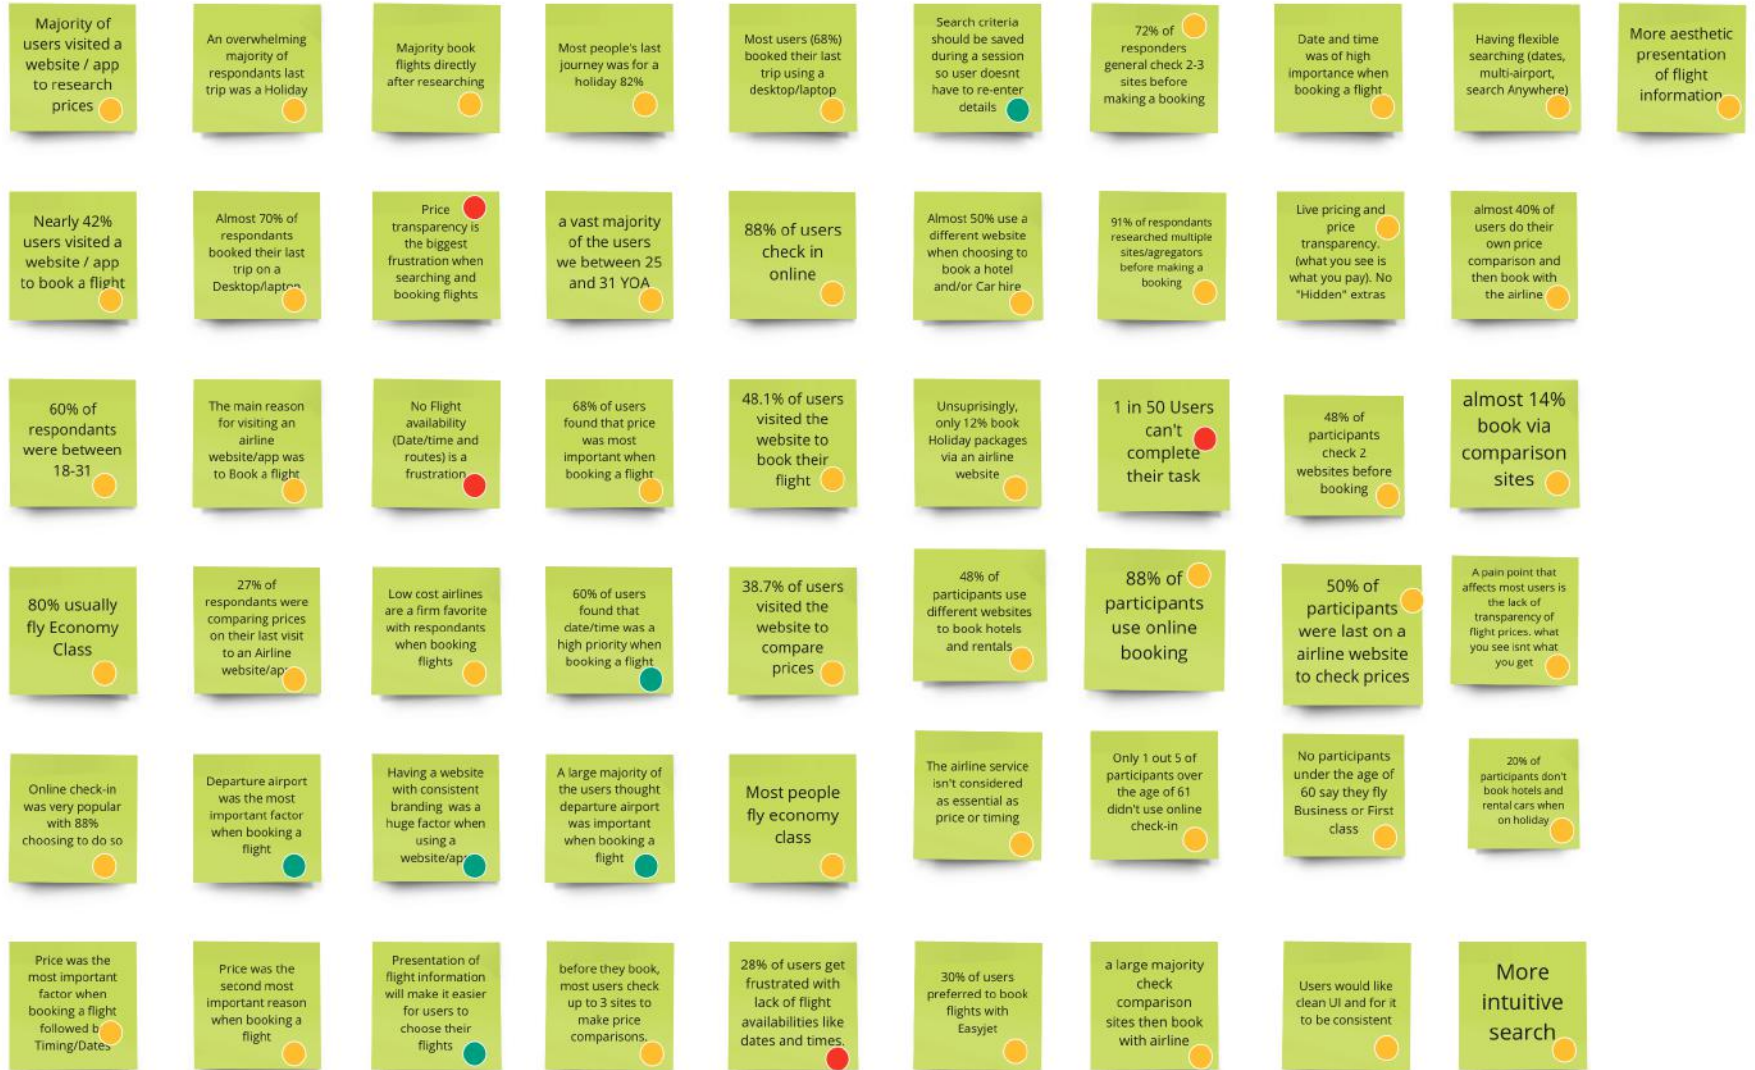 Majority of
users visited a
website / app
to research
prices
An overwhelming
majority of
respondants last
trip was a Holiday
Majority book
flights directly
after researching
Most people's last
journey was for a
holiday 82%
Most users (68%)
booked their last
trip using a
desktop/laptop
Search criteria
should be saved
during a session
so user doesnt
have to re-enter
details
72% of
responders
general check 2-3
sites before
making a booking
Date and time
was of high
importance when
booking a flight
Having flexible
searching (dates,
multi-airport,
search Anywhere)
More aesthetic
presentation
of flight
information
Nearly 42%
users visited a
website / app
to book a flight
Almost 70% of
respondants
booked their last
trip on a
Desktop/laptop
Price
transparency is
the biggest
frustration when
searching and
booking flights
a vast majority
of the users
we between 25
and 31 YOA
88% of users
check in
online
Almost 50% use a
different website
when choosing to
book a hotel
and/or Car hire
91% of respondants
researched multiple
sites/agregators
before making a
booking
Live pricing and
price
transparency.
(what you see is
what you pay). No
"Hidden" extras
almost 40% of
users do their
own price
comparison and
then book with
the airline
60% of
respondants
were between
18-31
The main reason
for visiting an
airline
website/app was
to Book a flight
No Flight
availability
(Date/time and
routes) is a
frustration
68% of users
found that price
was most
important when
booking a flight
48.1% of users
visited the
website to
book their
flight
Unsuprisingly,
only 12% book
Holiday packages
via an airline
website
1 in 50 Users
can't
complete
their task
48% of
participants
check 2
websites before
booking
almost 14%
book via
comparison
sites
80% usually
fly Economy
Class
27% of
respondants were
comparing prices
on their last visit
to an Airline
website/app
Low cost airlines
are a firm favorite
with respondants
when booking
flights
60% of users
found that
date/time was a
high priority when
booking a flight
38.7% of users
visited the
website to
compare
prices
48% of
participants use
different websites
to book hotels
and rentals
88% of
participants
use online
booking
50% of
participants
were last on a
airline website
to check prices
A pain point that
affects most users is
the lack of
transparency of
flight prices. what
you see isnt what
you get
Online check-in
was very popular
with 88%
choosing to do so
Departure airport
was the most
important factor
when booking a
flight
Having a website
with consistent
branding was a
huge factor when
using a
website/app
A large majority of
the users thought
departure airport
was important
when booking a
flight
Most people
fly economy
class
The airline service
isn't considered
as essential as
price or timing
Only 1 out 5 of
participants over
the age of 61
didn't use online
check-in
No participants
under the age of
60 say they fly
Business or First
class
20% of
participants don't
book hotels and
rental cars when
on holiday
Price was the
most important
factor when
booking a flight
followed by
Timing/Dates
Price was the
second most
important reason
when booking a
flight
Presentation of
flight information
will make it easier
for users to
choose their
flights
before they book,
most users check
up to 3 sites to
make price
comparisons.
28% of users get
frustrated with
lack of flight
availabilities like
dates and times.
30% of users
preferred to book
flights with
Easyjet
a large majority
check
comparison
sites then book
with airline
Users would like
clean UI and for it
to be consistent
More
intuitive
search